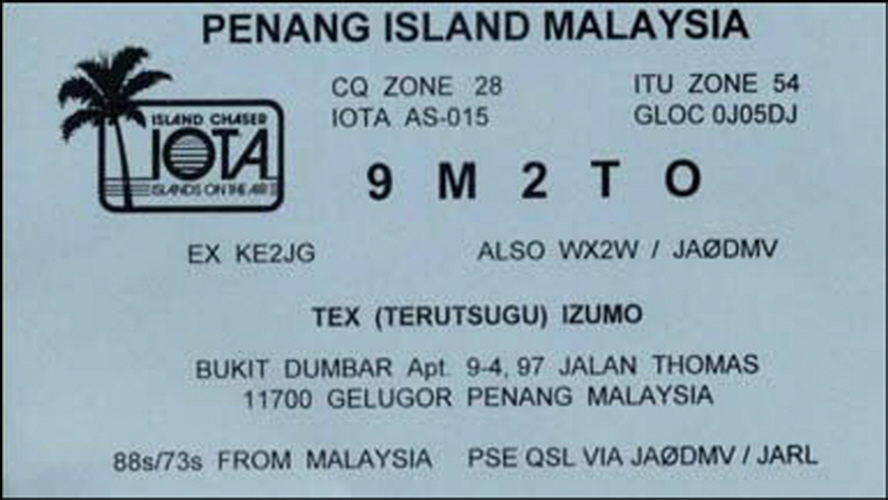 PENANG ISLAND MALAYSIA
CQ ZONE 28
ITU ZONE 54
IOTA AS-015
GLOC 0J05DJ
ISLAND CHASER
IOTA
ISLANDS ON THE AIR
9 M 2 T O
EX KE2JG
ALSO WX2W / JAØDMV
TEX (TERUTSUGU) IZUMO
BUKIT DUMBAR Apt. 9-4, 97 JALAN THOMAS
11700 GELUGOR PENANG MALAYSIA
88s/73s FROM MALAYSIA PSE QSL VIA JAØDMV / JARL